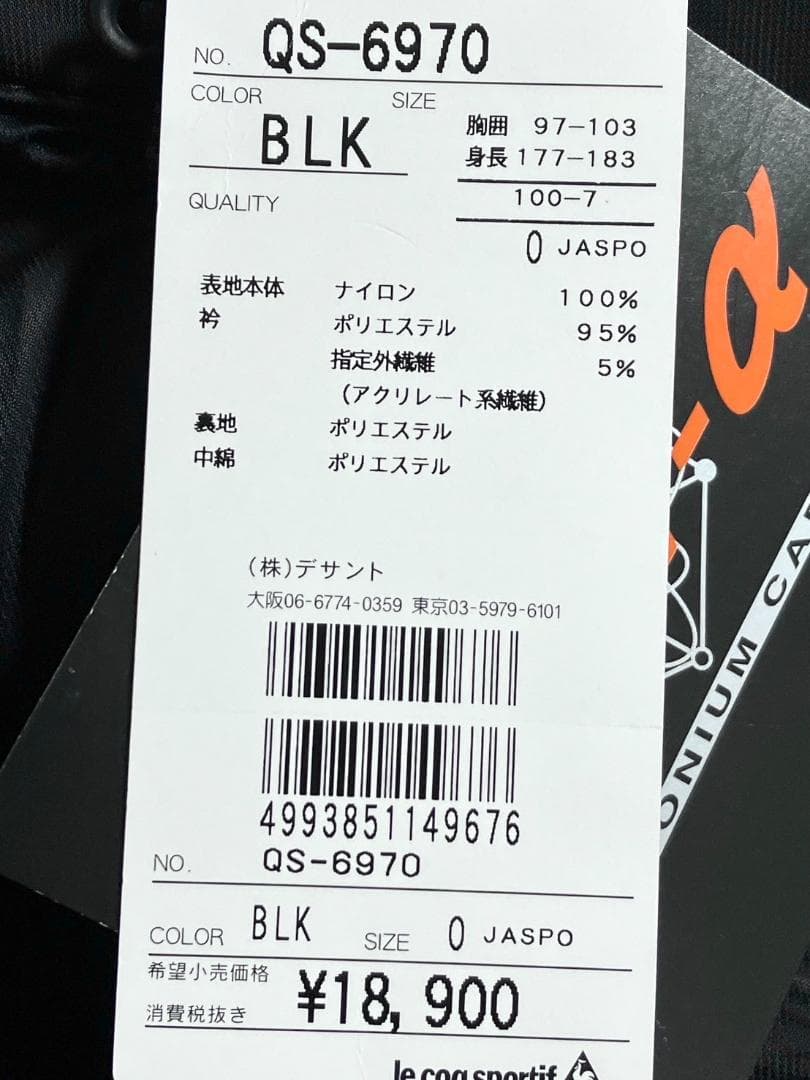 NO. QS-6970
COLOR SIZE
BLK
胸囲 97-103
身長 177-183
100-7
QUALITY
O JASPO
表地本体 ナイロン 100%
衿 ポリエステル 95%
指定外繊維 5%
(アクリレート系繊維)
裏地 ポリエステル
中綿 ポリエステル
(株)デサント
大阪06-6774-0359 東京03-5979-6101
4993851149676
NO. QS-6970
COLOR BLK SIZE O JASPO
希望小売価格
消費税抜き ¥18,900
le coq sportif
-α
ONIUM CA